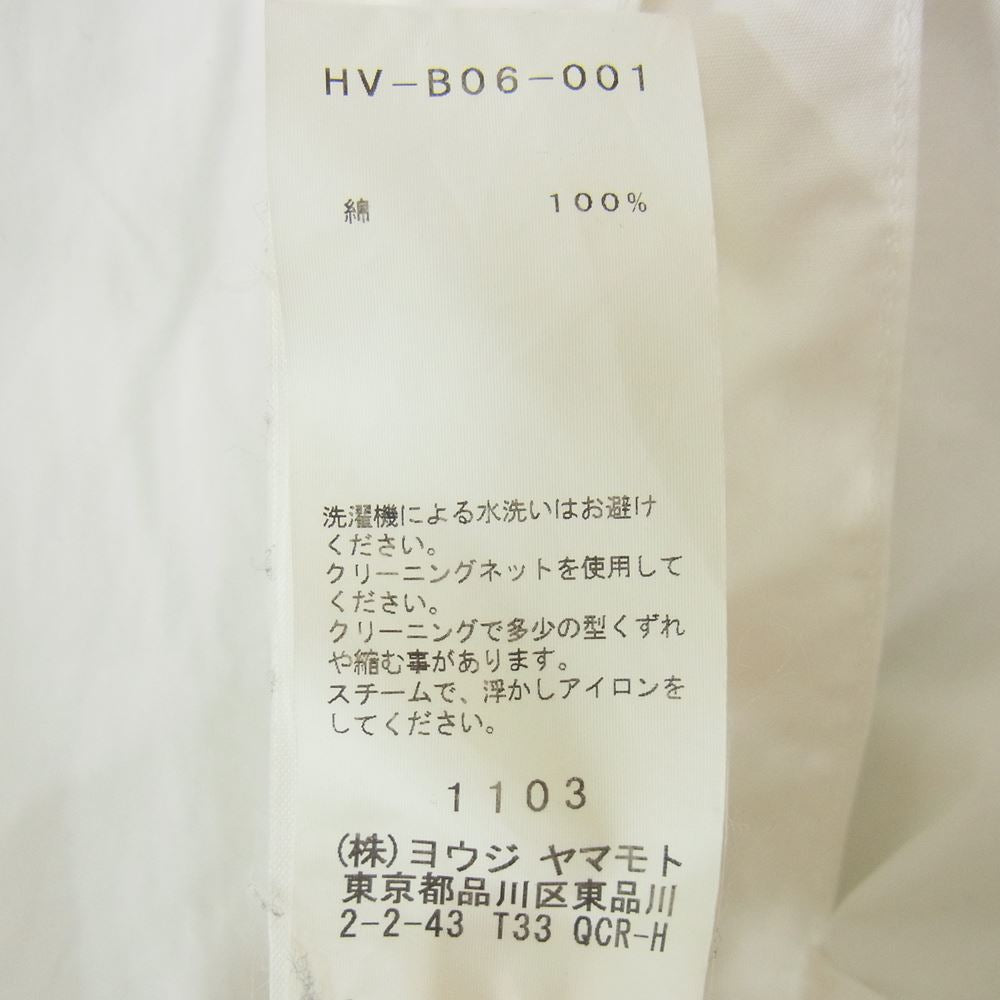 HV-B06-001
綿 100%
洗濯機による水洗いはお避け
ください。
クリーニングネットを使用して
ください。
クリーニングで多少の型くずれ
や縮む事があります。
スチームで、浮かしアイロンを
してください。
1103
(株)ヨウジ ヤマモト
東京都品川区東品川
2-2-43 T33 QCR-H